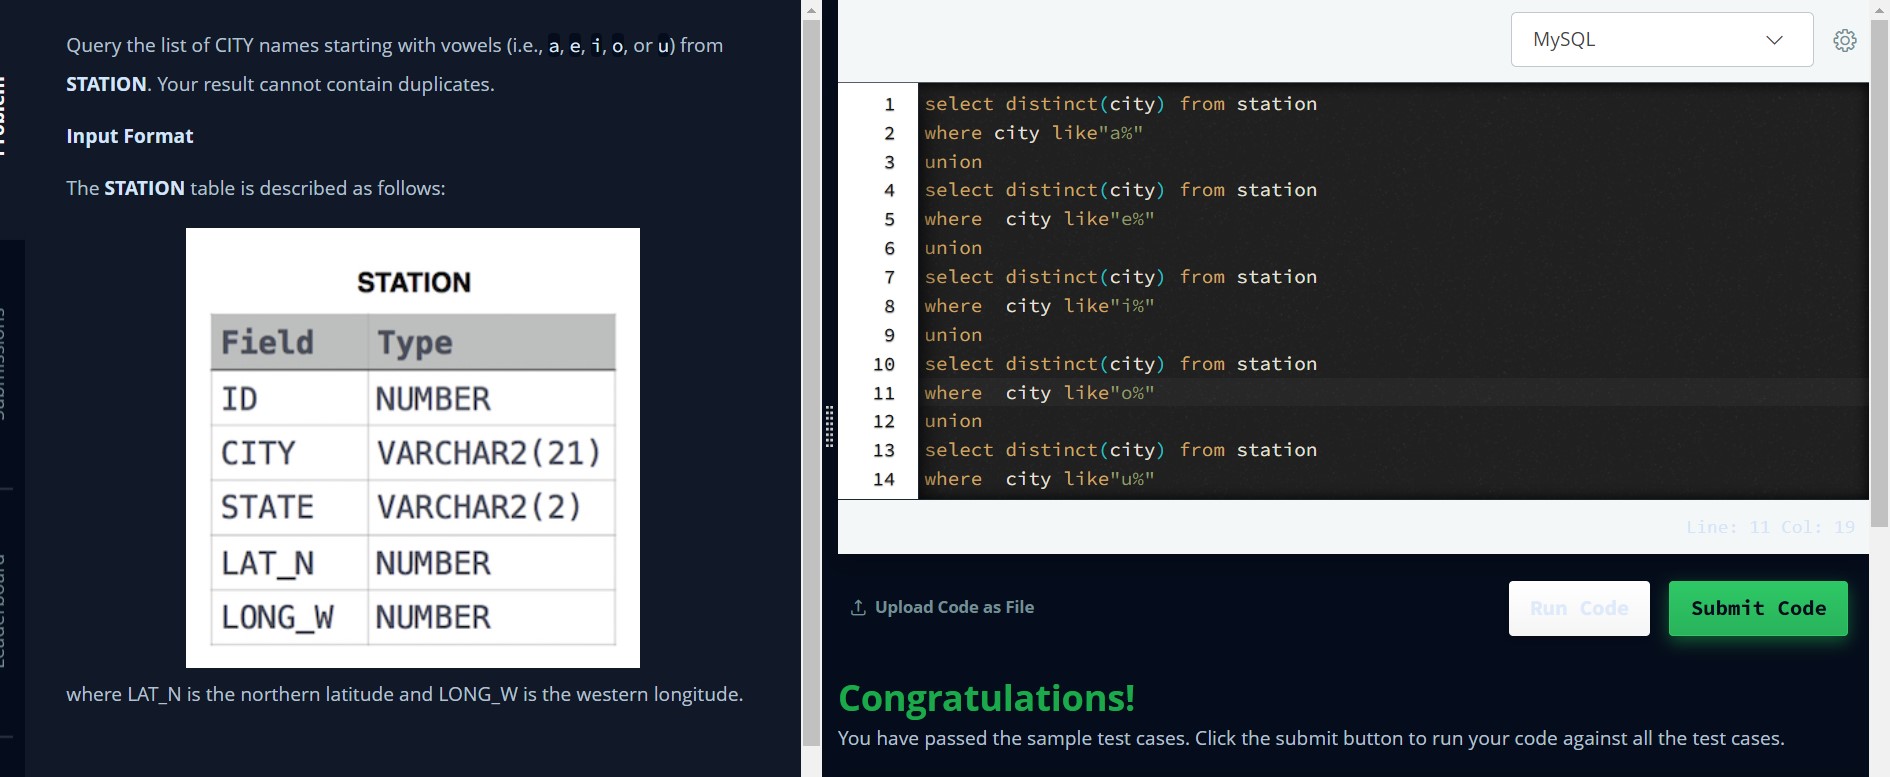 Query the list of CITY names starting with vowels (i.e., a, e, i, o, or u) from
STATION. Your result cannot contain duplicates.
Input Format
The STATION table is described as follows:
STATION
Field Type
ID NUMBER
CITY VARCHAR2(21)
STATE VARCHAR2(2)
LAT_N NUMBER
LONG_W NUMBER
where LAT_N is the northern latitude and LONG_W is the western longitude.
MySQL
1 select distinct(city) from station
2 where city like"a%"
3 union
4 select distinct(city) from station
5 where  city like"e%"
6 union
7 select distinct(city) from station
8 where  city like"i%"
9 union
10 select distinct(city) from station
11 where  city like"o%"
12 union
13 select distinct(city) from station
14 where  city like"u%"
Line: 11 Col: 19
Upload Code as File
Run Code
Submit Code
Congratulations!
You have passed the sample test cases. Click the submit button to run your code against all the test cases.